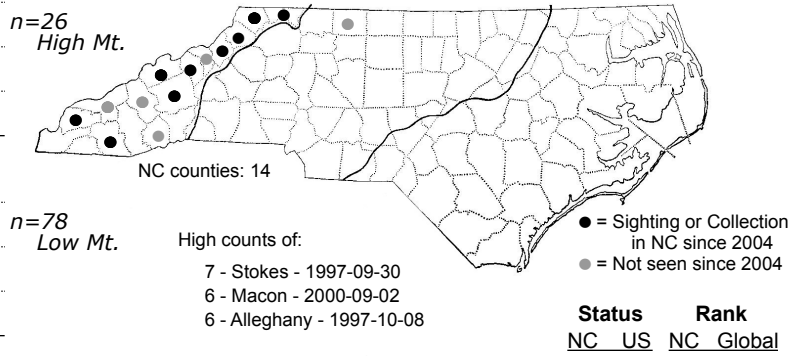 n=26
High Mt.
NC counties: 14
n=78
Low Mt.
High counts of:
7 - Stokes - 1997-09-30
6 - Macon - 2000-09-02
6 - Alleghany - 1997-10-08
● = Sighting or Collection
in NC since 2004
● = Not seen since 2004
Status Rank
NC US NC Global